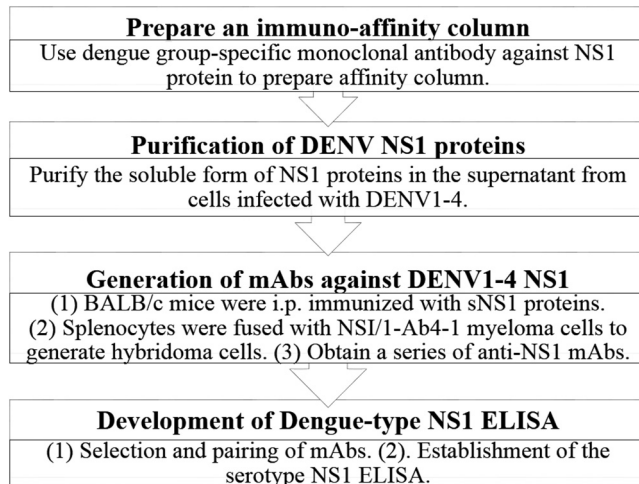 Prepare an immuno-affinity column
Use dengue group-specific monoclonal antibody against NS1
protein to prepare affinity column.
Purification of DENV NS1 proteins
Purify the soluble form of NS1 proteins in the supernatant from
cells infected with DENV1-4.
Generation of mAbs against DENV1-4 NS1
(1) BALB/c mice were i.p. immunized with sNS1 proteins.
(2) Splenocytes were fused with NSI/1-Ab4-1 myeloma cells to
generate hybridoma cells. (3) Obtain a series of anti-NS1 mAbs.
Development of Dengue-type NS1 ELISA
(1) Selection and pairing of mAbs. (2). Establishment of the
serotype NS1 ELISA.